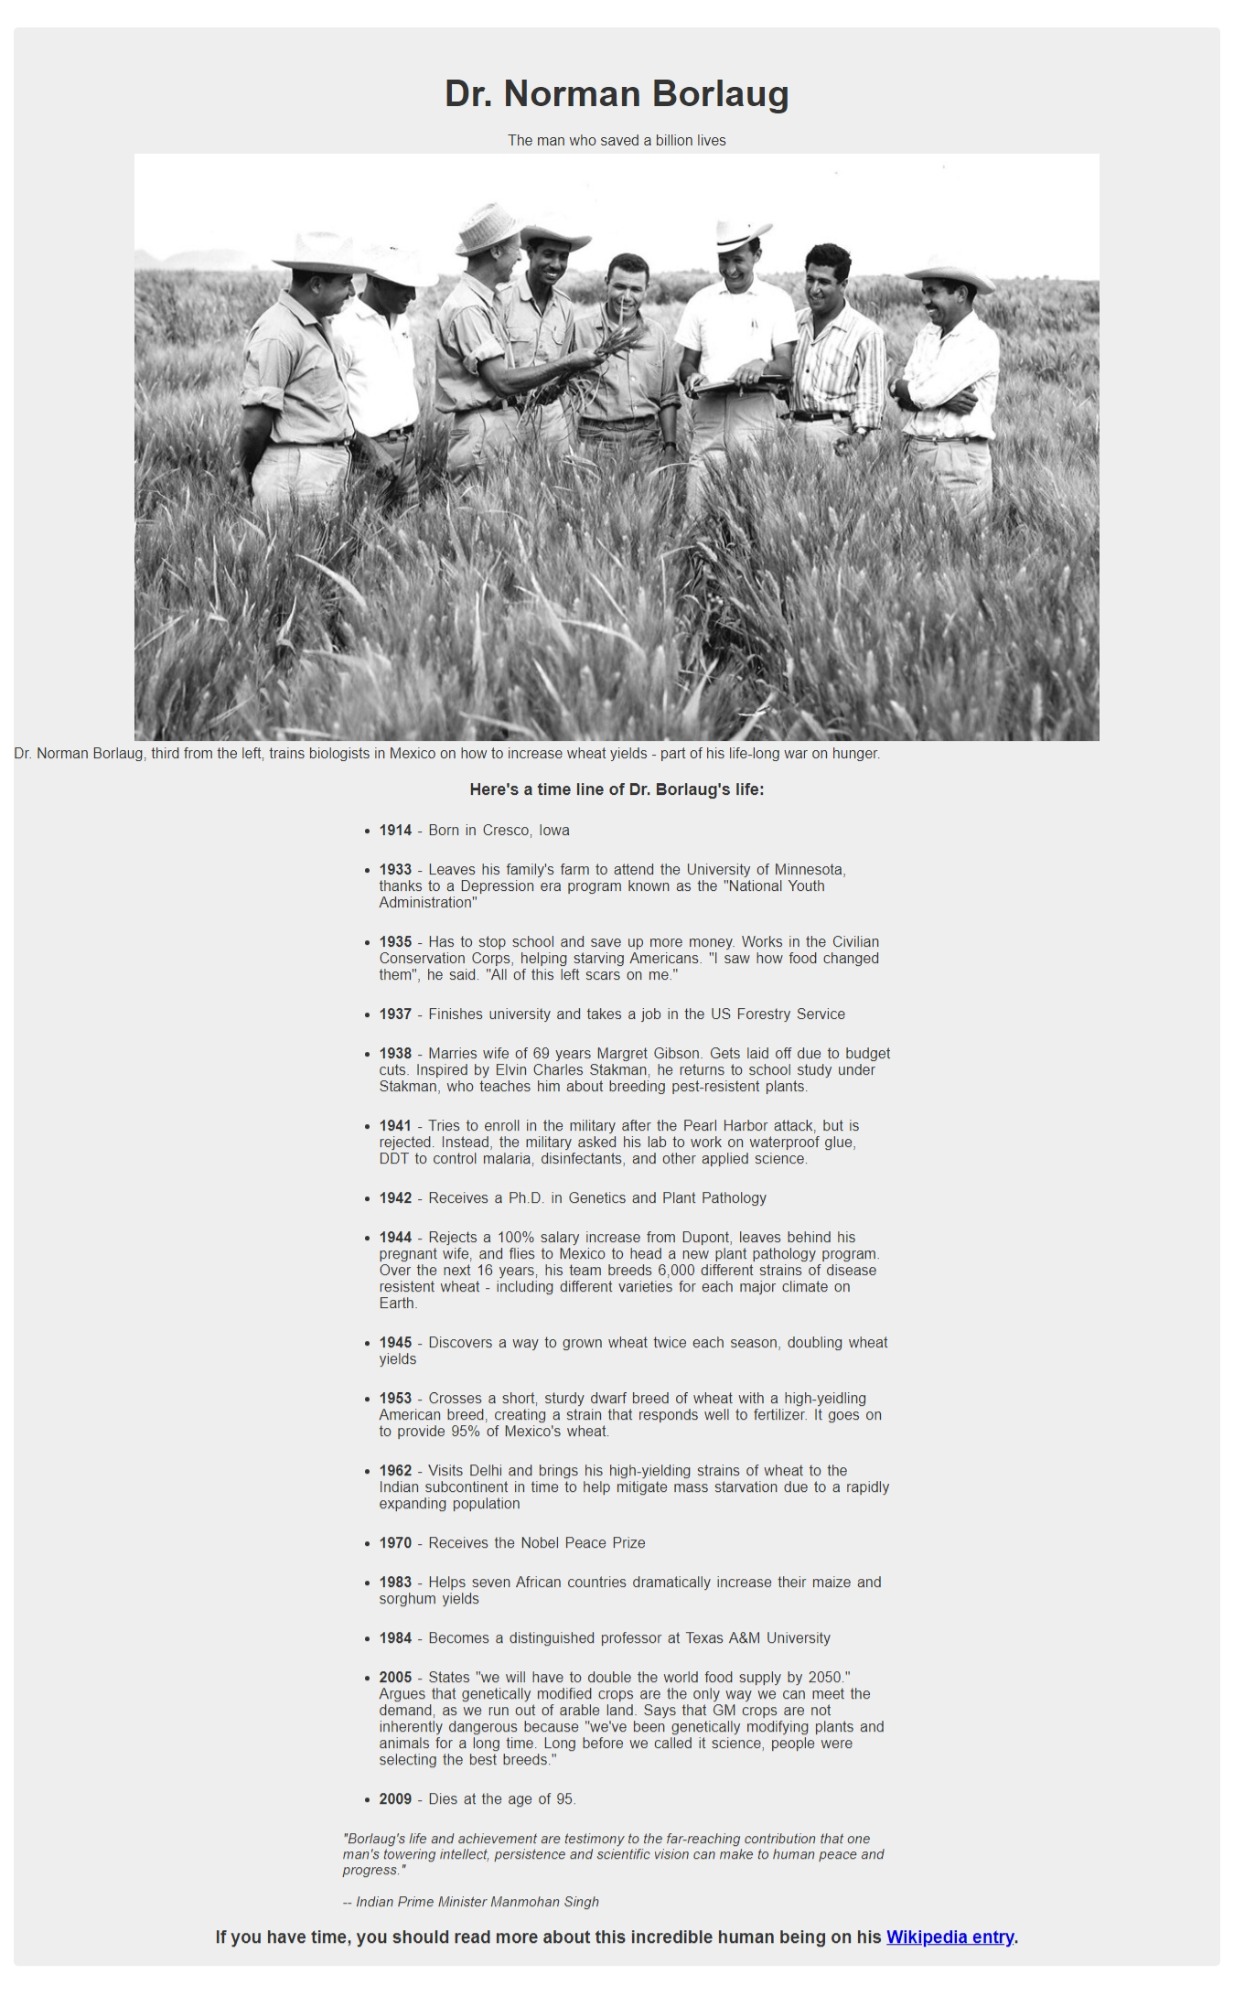 Dr. Norman Borlaug
The man who saved a billion lives
Dr. Norman Borlaug, third from the left, trains biologists in Mexico on how to increase wheat yields - part of his life-long war on hunger.
Here's a time line of Dr. Borlaug's life:
• 1914 - Born in Cresco, Iowa
• 1933 - Leaves his family's farm to attend the University of Minnesota,
thanks to a Depression era program known as the "National Youth
Administration"
• 1935 - Has to stop school and save up more money. Works in the Civilian
Conservation Corps, helping starving Americans. "I saw how food changed
them", he said. "All of this left scars on me."
• 1937 - Finishes university and takes a job in the US Forestry Service
• 1938 - Marries wife of 69 years Margret Gibson. Gets laid off due to budget
cuts. Inspired by Elvin Charles Stakman, he returns to school study under
Stakman, who teaches him about breeding pest-resistent plants.
• 1941 - Tries to enroll in the military after the Pearl Harbor attack, but is
rejected. Instead, the military asked his lab to work on waterproof glue,
DDT to control malaria, disinfectants, and other applied science.
• 1942 - Receives a Ph.D. in Genetics and Plant Pathology
• 1944 - Rejects a 100% salary increase from Dupont, leaves behind his
pregnant wife, and flies to Mexico to head a new plant pathology program.
Over the next 16 years, his team breeds 6,000 different strains of disease
resistent wheat - including different varieties for each major climate on
Earth.
• 1945 - Discovers a way to grown wheat twice each season, doubling wheat
yields
• 1953 - Crosses a short, sturdy dwarf breed of wheat with a high-yeidling
American breed, creating a strain that responds well to fertilizer. It goes on
to provide 95% of Mexico's wheat.
• 1962 - Visits Delhi and brings his high-yielding strains of wheat to the
Indian subcontinent in time to help mitigate mass starvation due to a rapidly
expanding population
• 1970 - Receives the Nobel Peace Prize
• 1983 - Helps seven African countries dramatically increase their maize and
sorghum yields
• 1984 - Becomes a distinguished professor at Texas A&M University
• 2005 - States "we will have to double the world food supply by 2050."
Argues that genetically modified crops are the only way we can meet the
demand, as we run out of arable land. Says that GM crops are not
inherently dangerous because "we've been genetically modifying plants and
animals for a long time. Long before we called it science, people were
selecting the best breeds."
• 2009 - Dies at the age of 95.
"Borlaug's life and achievement are testimony to the far-reaching contribution that one
man's towering intellect, persistence and scientific vision can make to human peace and
progress."
-- Indian Prime Minister Manmohan Singh
If you have time, you should read more about this incredible human being on his Wikipedia entry.